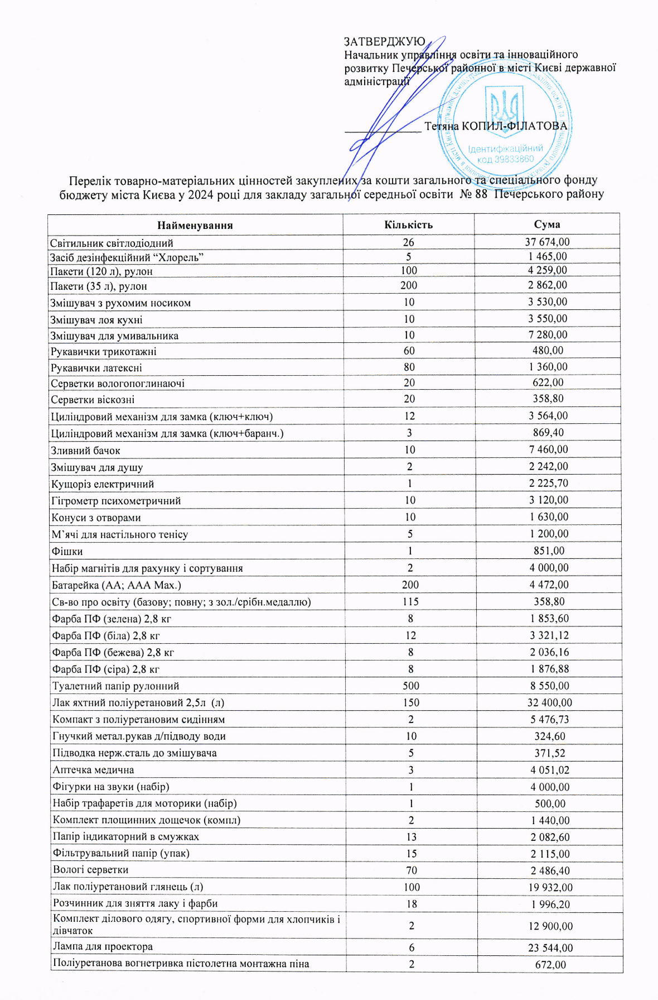 ЗАТВЕРДЖУЮ
Начальник управління освіти та інноваційного
розвитку Печерської районної в місті Києві державної
адміністрації
Тетяна КОПИЛ-ФІЛАТОВА
Ідентифікаційний
код 39833860
Перелік товарно-матеріальних цінностей закуплених за кошти загального та спеціального фонду
бюджету міста Києва у 2024 році для закладу загальної середньої освіти № 88 Печерського району
Найменування Кількість Сума
Світильник світлодіодний 26 37 674,00
Засіб дезінфекційний “Хлорель” 5 1 465,00
Пакети (120 л), рулон 100 4 259,00
Пакети (35 л), рулон 200 2 862,00
Змішувач з рухомим носиком 10 3 530,00
Змішувач лоя кухні 10 3 550,00
Змішувач для умивальника 10 7 280,00
Рукавички трикотажні 60 480,00
Рукавички латексні 80 1 360,00
Серветки вологопоглинаючі 20 622,00
Серветки віскозні 20 358,80
Циліндровий механізм для замка (ключ+ключ) 12 3 564,00
Циліндровий механізм для замка (ключ+баранч.) 3 869,40
Зливний бачок 10 7 460,00
Змішувач для душу 2 2 242,00
Кущоріз електричний 1 2 225,70
Гігрометр психометричний 10 3 120,00
Конуси з отворами 10 1 630,00
М’ячі для настільного тенісу 5 1 200,00
Фішки 1 851,00
Набір магнітів для рахунку і сортування 2 4 000,00
Батарейка (АА; ААА Мах.) 200 4 472,00
Св-во про освіту (базову; повну; з зол./срібн.медаллю) 115 358,80
Фарба ПФ (зелена) 2,8 кг 8 1 853,60
Фарба ПФ (біла) 2,8 кг 12 3 321,12
Фарба ПФ (бежева) 2,8 кг 8 2 036,16
Фарба ПФ (сіра) 2,8 кг 8 1 876,88
Туалетний папір рулонний 500 8 550,00
Лак яхтний поліуретановий 2,5л (л) 150 32 400,00
Компакт з поліуретановим сидінням 2 5 476,73
Гнучкий метал.рукав д/підводу води 10 324,60
Підводка нерж.сталь до змішувача 5 371,52
Аптечка медична 3 4 051,02
Фігурки на звуки (набір) 1 4 000,00
Набір трафаретів для моторики (набір) 1 500,00
Комплект площинних дощечок (компл) 2 1 440,00
Папір індикаторний в смужках 13 2 082,60
Фільтрувальний папір (упак) 15 2 115,00
Вологі серветки 70 2 486,40
Лак поліуретановий глянець (л) 100 19 932,00
Розчинник для зняття лаку і фарби 18 1 996,20
Комплект ділового одягу, спортивної форми для хлопчиків і
дівчаток 2 12 900,00
Лампа для проектора 6 23 544,00
Поліуретанова вогнетривка пістолетна монтажна піна 2 672,00